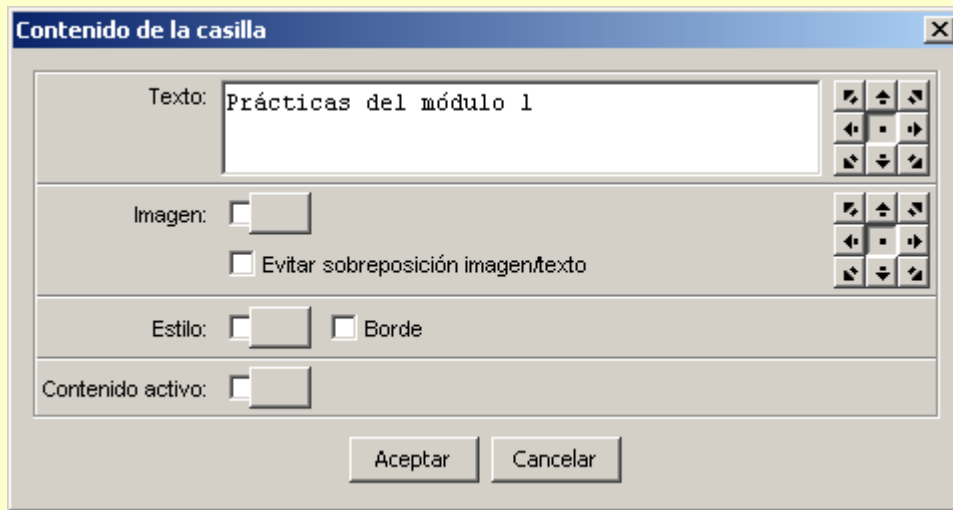 Contenido de la casilla
Texto: Prácticas del módulo 1
Imagen:
Evitar sobreposición imagen/texto
Estilo: Borde
Contenido activo:
Aceptar Cancelar